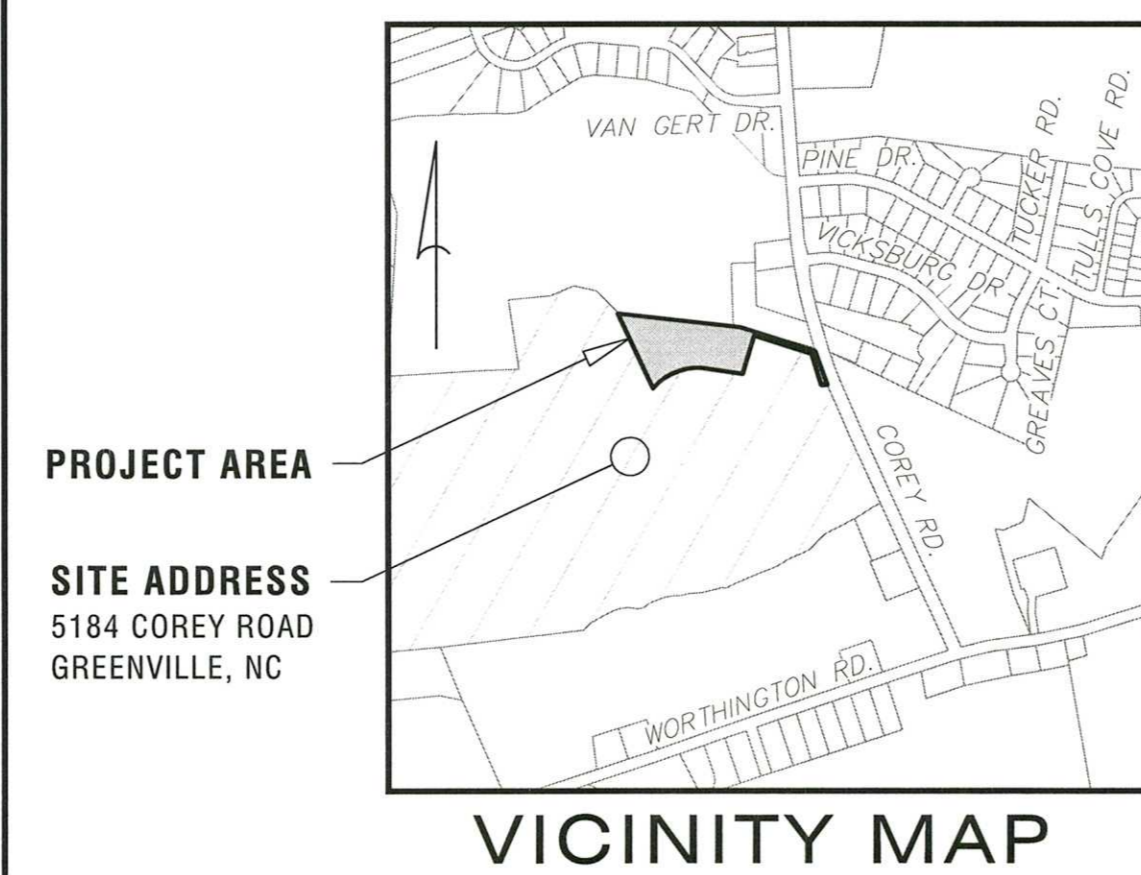 VAN GERT DR.
PINE DR.
TUCKER RD.
TULLS COVE RD.
VICKSBURG DR
GREAVES CT.
COREY RD.
PROJECT AREA
SITE ADDRESS
5184 COREY ROAD
GREENVILLE, NC
WORTHINGTON RD.
VICINITY MAP